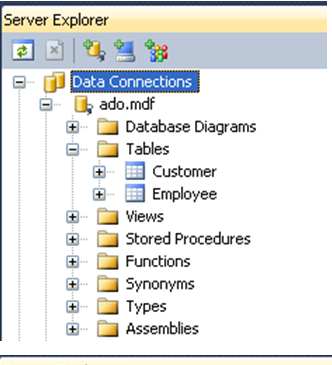 Server Explorer
Data Connections
ado.mdf
Database Diagrams
Tables
Customer
Employee
Views
Stored Procedures
Functions
Synonyms
Types
Assemblies